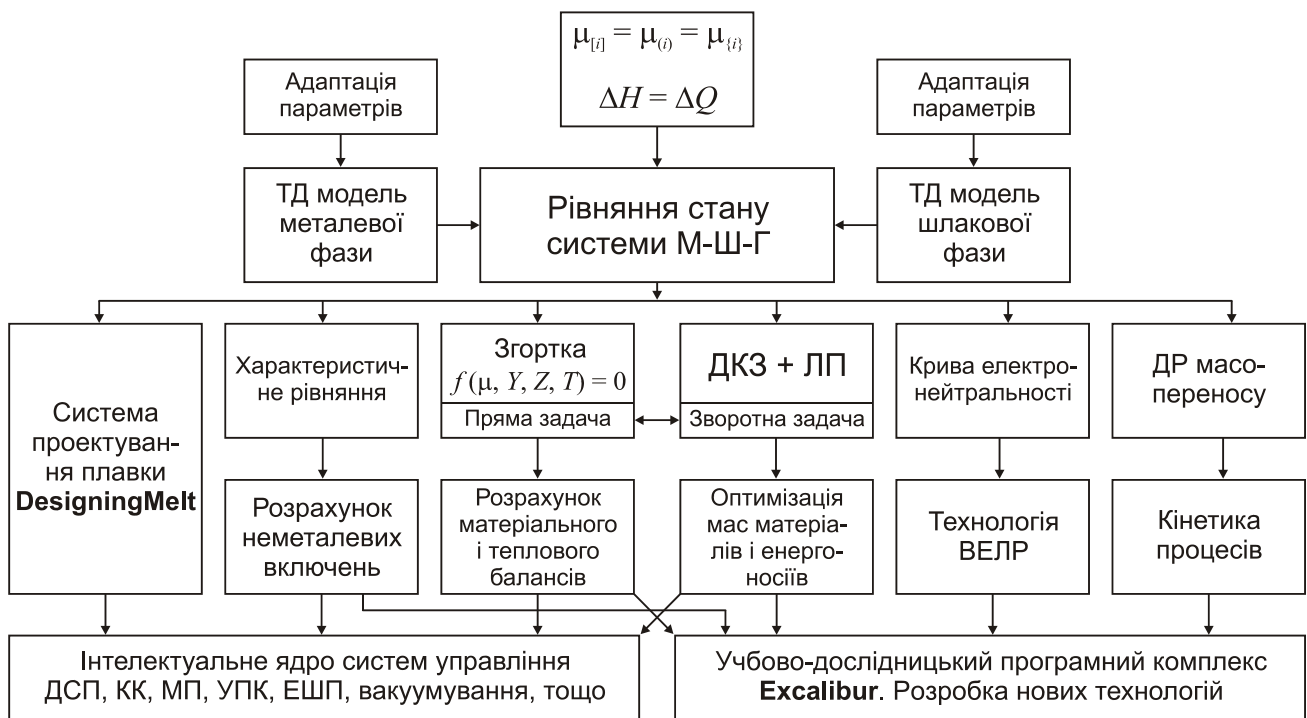 μ[i] = μ(i) = μ{i}
ΔH = ΔQ
Адаптація
параметрів
Адаптація
параметрів
ТД модель
металевої
фази
Рівняння стану
системи М-Ш-Г
ТД модель
шлакової
фази
Система
проектуван-
ня плавки
DesigningMelt
Характеристич-
не рівняння
Згортка
f(μ, Y, Z, T) = 0
Пряма задача
ДКЗ + ЛП
Зворотна задача
Крива електро-
нейтральності
ДР масо-
переносу
Розрахунок
неметалевих
включень
Розрахунок
матеріального
і теплового
балансів
Оптимізація
мас матеріа-
лів і енерго-
носіїв
Технологія
ВЕЛР
Кінетика
процесів
Інтелектуальне ядро систем управління
ДСП, КК, МП, УПК, ЕШП, вакуумування, тощо
Учбово-дослідницький програмний комплекс
Excalibur. Розробка нових технологій